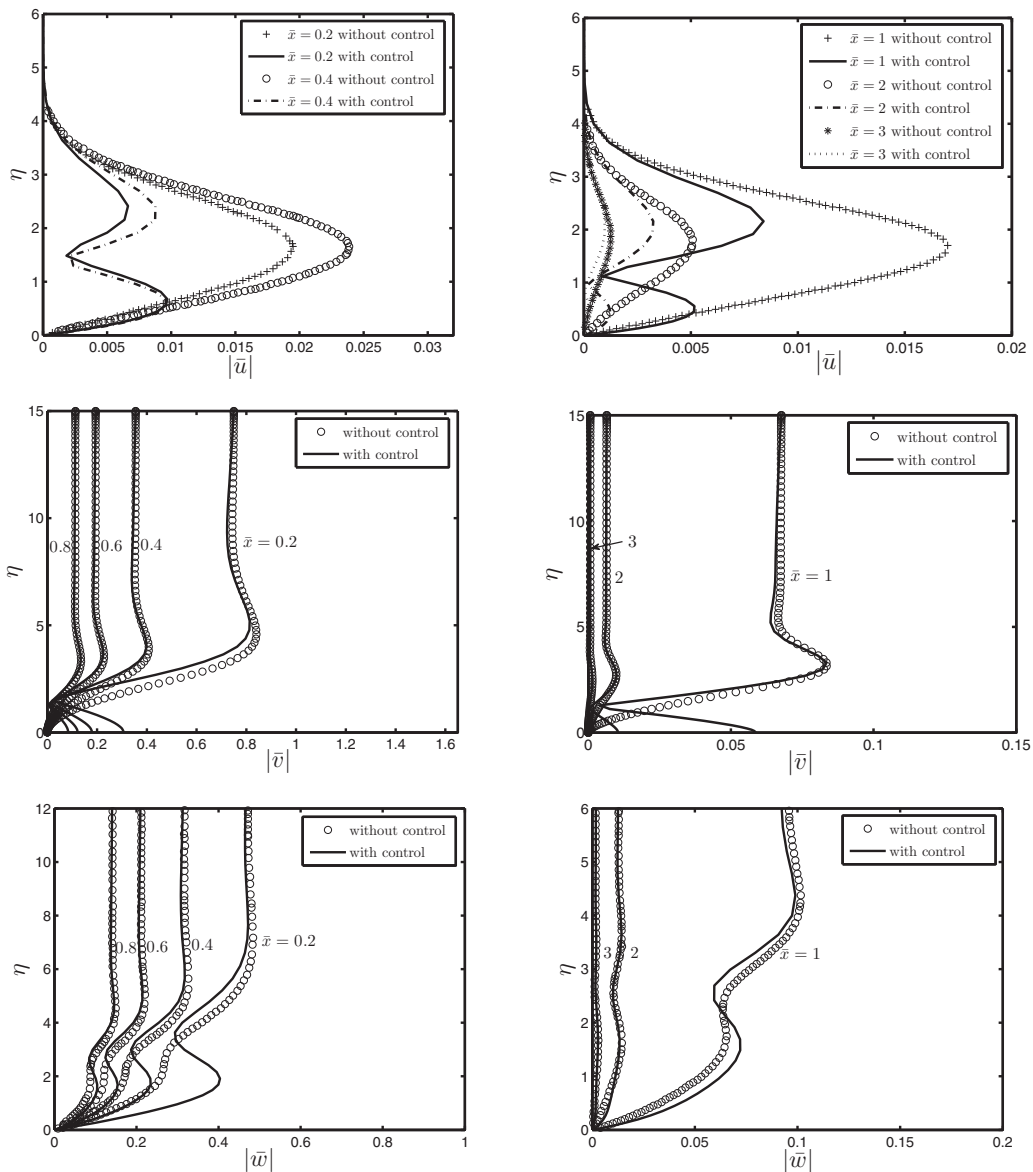 6
5
4
3
2
1
0
η
0
0.005
0.01
0.015
0.02
0.025
0.03
|ū|
x̄ = 0.2 without control
x̄ = 0.2 with control
x̄ = 0.4 without control
x̄ = 0.4 with control
6
5
4
3
2
1
0
η
0
0.005
0.01
0.015
0.02
|ū|
x̄ = 1 without control
x̄ = 1 with control
x̄ = 2 without control
x̄ = 2 with control
x̄ = 3 without control
x̄ = 3 with control
15
10
5
0
η
0
0.2
0.4
0.6
0.8
1
1.2
1.4
1.6
|v̄|
without control
with control
0.8
0.6
0.4
x̄ = 0.2
15
10
5
0
η
0
0.05
0.1
0.15
|v̄|
without control
with control
3
2
x̄ = 1
12
10
8
6
4
2
0
η
0
0.2
0.4
0.6
0.8
1
|w̄|
without control
with control
0.8
0.6
0.4
x̄ = 0.2
6
5
4
3
2
1
0
η
0
0.05
0.1
0.15
0.2
|w̄|
without control
with control
3
2
x̄ = 1